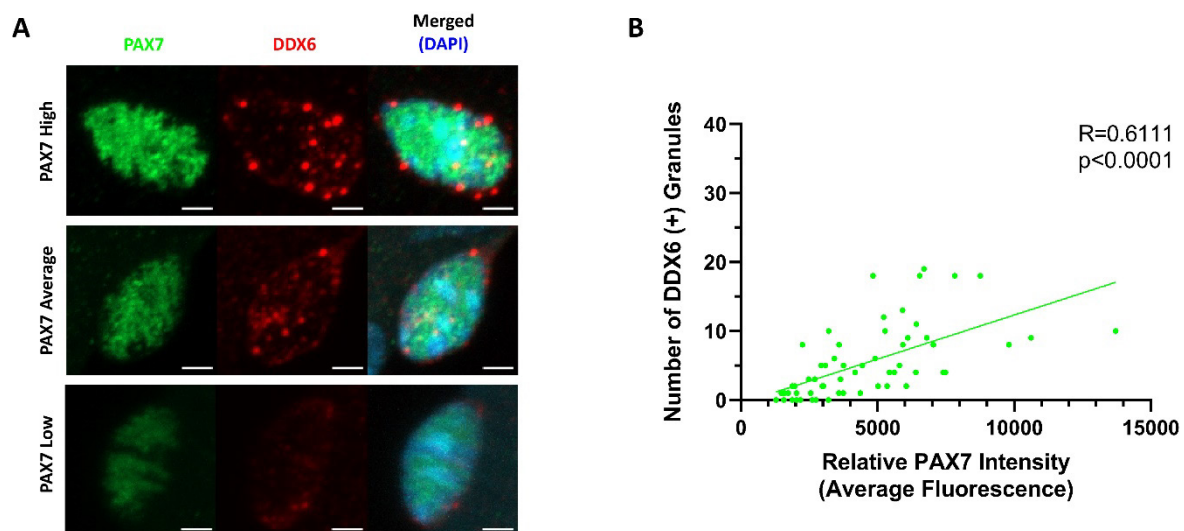 A
PAX7
DDX6
Merged
(DAPI)
PAX7 High
PAX7 Average
PAX7 Low
B
Number of DDX6 (+) Granules
40
30
20
10
0
R=0.6111
p<0.0001
0
5000
10000
15000
Relative PAX7 Intensity
(Average Fluorescence)